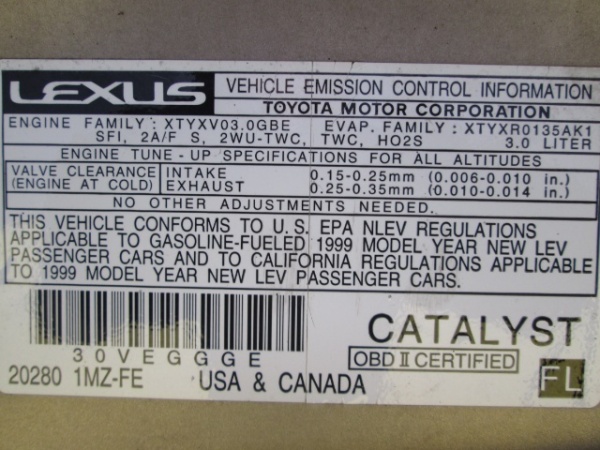 LEXUS VEHICLE EMISSION CONTROL INFORMATION
TOYOTA MOTOR CORPORATION
ENGINE FAMILY : XTYXV03.0GBE EVAP. FAMILY : XTYXR0135AK1
SFI, 2A/F S, 2WU-TWC, TWC, HO2S 3.0 LITER
ENGINE TUNE-UP SPECIFICATIONS FOR ALL ALTITUDES
VALVE CLEARANCE INTAKE 0.15-0.25mm (0.006-0.010 in.)
(ENGINE AT COLD) EXHAUST 0.25-0.35mm (0.010-0.014 in.)
NO OTHER ADJUSTMENTS NEEDED.
THIS VEHICLE CONFORMS TO U.S. EPA NLEV REGULATIONS
APPLICABLE TO GASOLINE-FUELED 1999 MODEL YEAR NEW LEV
PASSENGER CARS AND TO CALIFORNIA REGULATIONS APPLICABLE
TO 1999 MODEL YEAR NEW LEV PASSENGER CARS.
CATALYST
30VEGGGE OBD II CERTIFIED
20280 1MZ-FE USA & CANADA FL